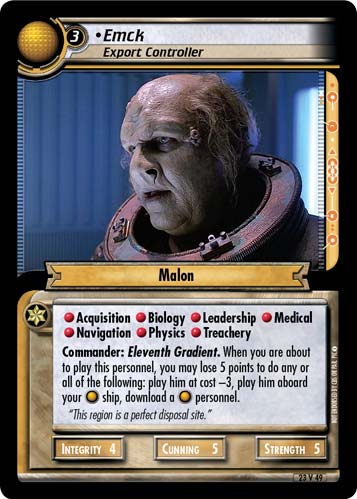 3
•Emck
Export Controller
Malon
Acquisition Biology Leadership Medical
Navigation Physics Treachery
Commander: Eleventh Gradient. When you are about
to play this personnel, you may lose 5 points to do any or
all of the following: play him at cost –3, play him aboard
your ship, download a personnel.
"This region is a perfect disposal site."
Integrity 4 Cunning 5 Strength 5
23 V 49